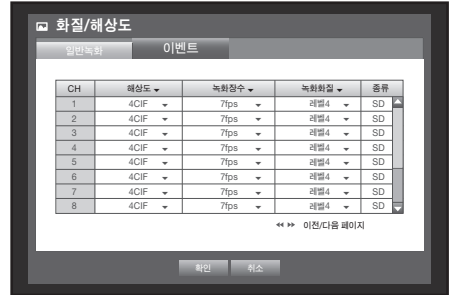 화질/해상도
일반녹화 이벤트
CH 해상도 녹화장수 녹화화질 종류
1 4CIF 7fps 레벨4 SD
2 4CIF 7fps 레벨4 SD
3 4CIF 7fps 레벨4 SD
4 4CIF 7fps 레벨4 SD
5 4CIF 7fps 레벨4 SD
6 4CIF 7fps 레벨4 SD
7 4CIF 7fps 레벨4 SD
8 4CIF 7fps 레벨4 SD
이전/다음 페이지
확인 취소